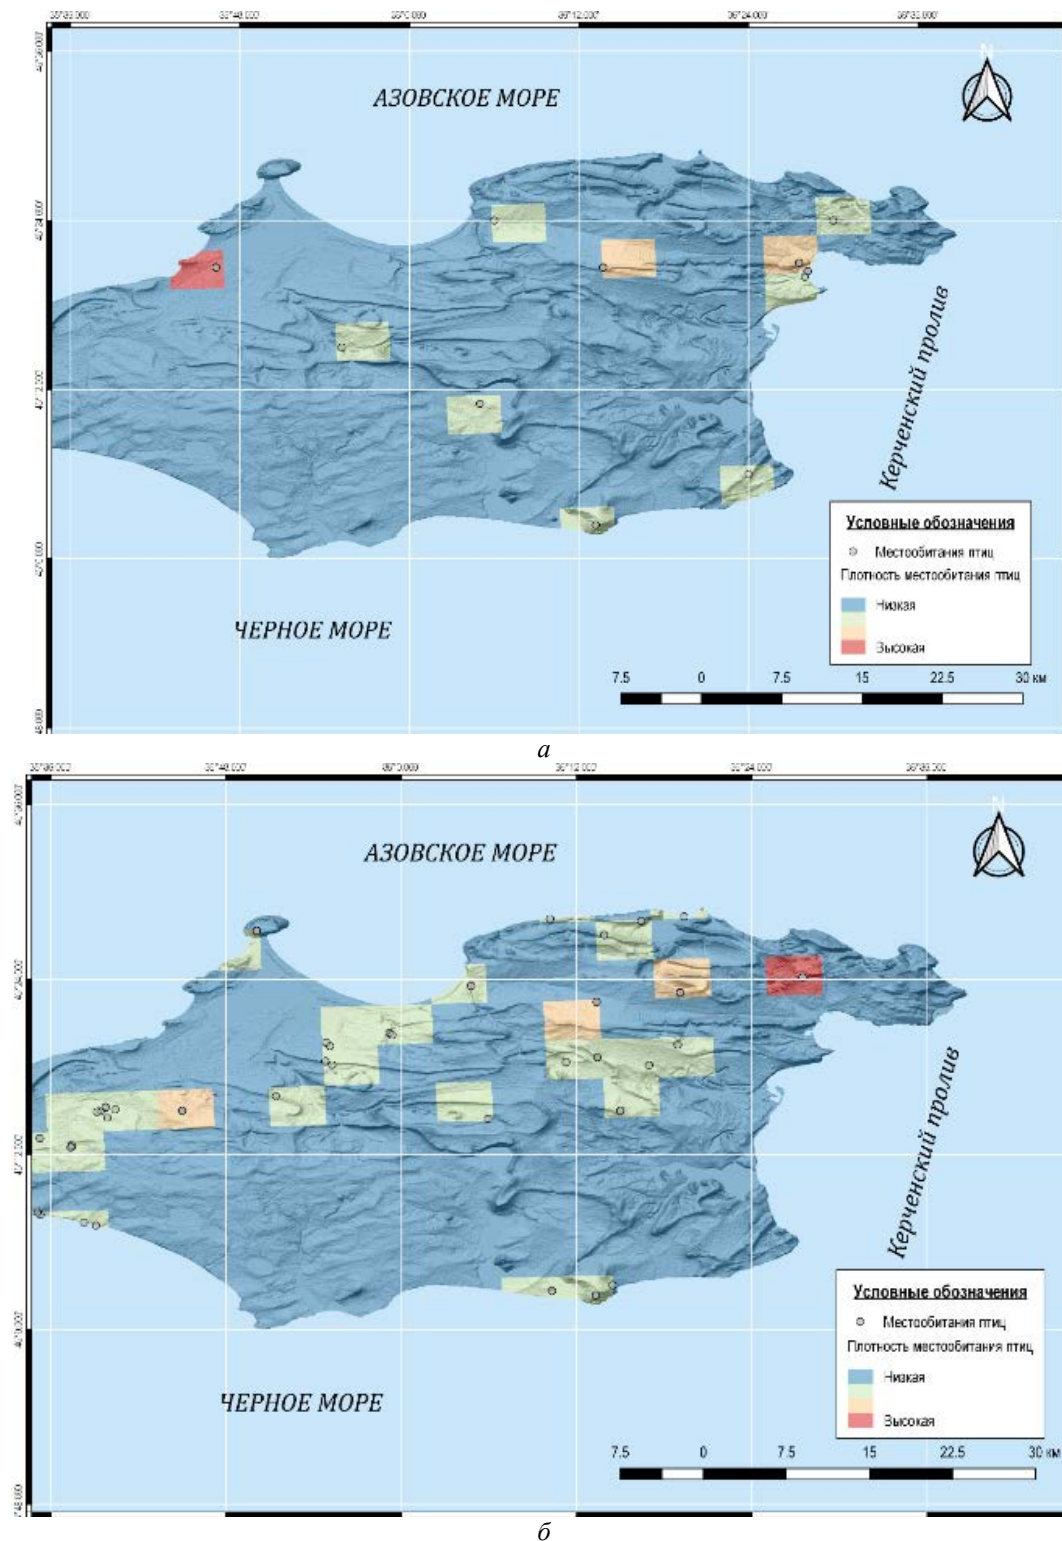 N
АЗОВСКОЕ МОРЕ
Керченский пролив
Условные обозначения
Местообитания птиц
Плотность местообитания птиц
Низкая
Высокая
ЧЕРНОЕ МОРЕ
7.5 0 7.5 15 22.5 30 км
а
N
АЗОВСКОЕ МОРЕ
Керченский пролив
Условные обозначения
Местообитания птиц
Плотность местообитания птиц
Низкая
Высокая
ЧЕРНОЕ МОРЕ
7.5 0 7.5 15 22.5 30 км
б